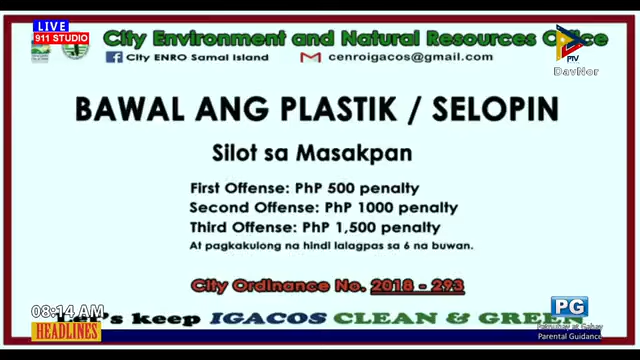 LIVE
911 STUDIO
City Environment and Natural Resources Office
City ENRO Samal Island
cenroigacos@gmail.com
PTV
DavNor
BAWAL ANG PLASTIK / SELOPIN
Silot sa Masakpan
First Offense: PhP 500 penalty
Second Offense: PhP 1000 penalty
Third Offense: PhP 1,500 penalty
At pagkakulong na hindi lalagpas sa 6 na buwan.
City Ordinance No. 2018 - 293
08:14 AM
HEADLINES
Let's keep IGACOS CLEAN & GREEN
PG
Patnubay at Gabay
Parental Guidance